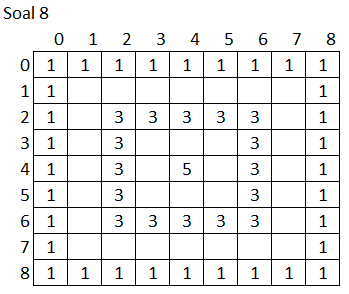 Soal 8
0 1 2 3 4 5 6 7 8
0 1 1 1 1 1 1 1 1 1
1 1 1
2 1 3 3 3 3 3 1
3 1 3 3 1
4 1 3 5 3 1
5 1 3 3 1
6 1 3 3 3 3 3 1
7 1 1
8 1 1 1 1 1 1 1 1 1